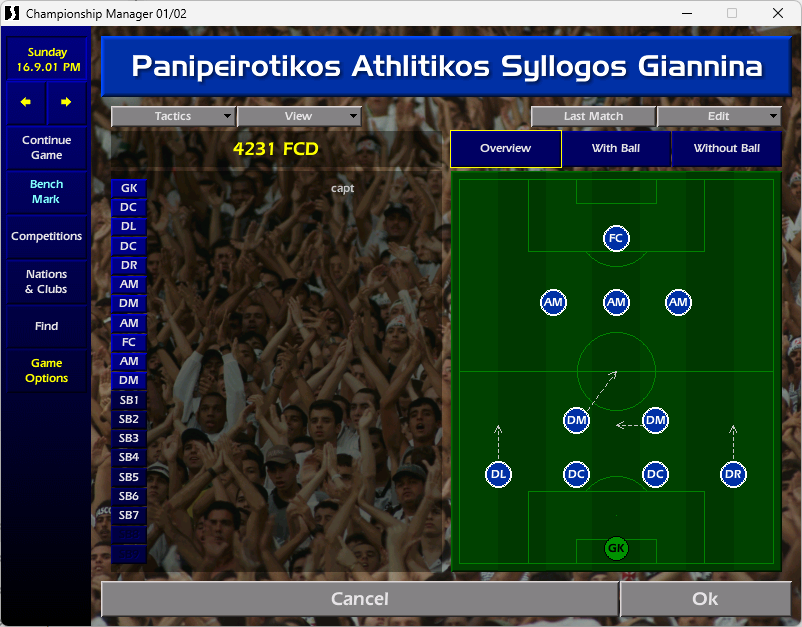 Championship Manager 01/02
Sunday
16.9.01 PM
Panipeirotikos Athlitikos Syllogos Giannina
Continue
Game
Bench
Mark
Competitions
Nations
& Clubs
Find
Game
Options
Tactics
View
Last Match
Edit
4231 FCD
Overview
With Ball
Without Ball
GK
capt
DC
DL
DC
DR
AM
DM
AM
FC
AM
DM
SB1
SB2
SB3
SB4
SB5
SB6
SB7
FC
AM AM AM
DM DM
DL DC DC DR
GK
Cancel
Ok